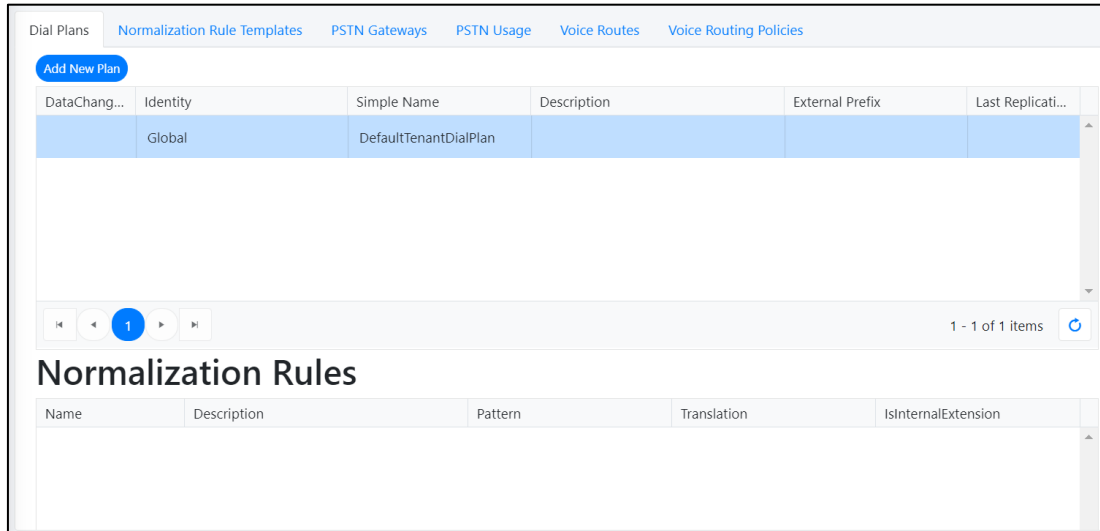 Dial Plans Normalization Rule Templates PSTN Gateways PSTN Usage Voice Routes Voice Routing Policies
Add New Plan
DataChang... Identity Simple Name Description External Prefix Last Replicati...
Global DefaultTenantDialPlan
1 1 - 1 of 1 items
Normalization Rules
Name Description Pattern Translation IsInternalExtension